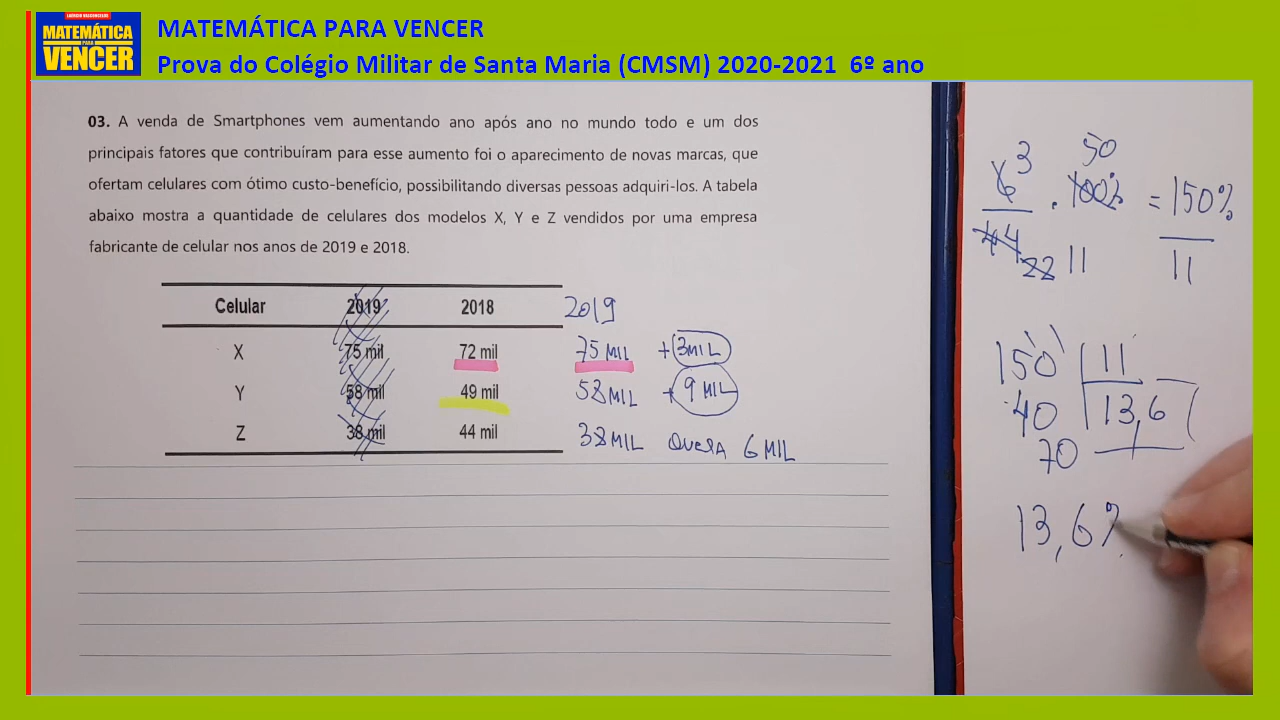 LAÉRCIO VASCONCELOS
MATEMÁTICA
PARA
VENCER
MATEMÁTICA PARA VENCER
Prova do Colégio Militar de Santa Maria (CMSM) 2020-2021 6º ano
03. A venda de Smartphones vem aumentando ano após ano no mundo todo e um dos
principais fatores que contribuíram para esse aumento foi o aparecimento de novas marcas, que
ofertam celulares com ótimo custo-benefício, possibilitando diversas pessoas adquiri-los. A tabela
abaixo mostra a quantidade de celulares dos modelos X, Y e Z vendidos por uma empresa
fabricante de celular nos anos de 2019 e 2018.
Celular 2019 2018 2019
X 75 mil 72 mil 75 MIL +3MIL
Y 58 mil 49 mil 58MIL + 9 MIL
Z 38 mil 44 mil 38MIL QUEDA 6 MIL
6 3 . 100% 50 = 150%
44 22 11 11
150 11
40 13,6
70
13,6%